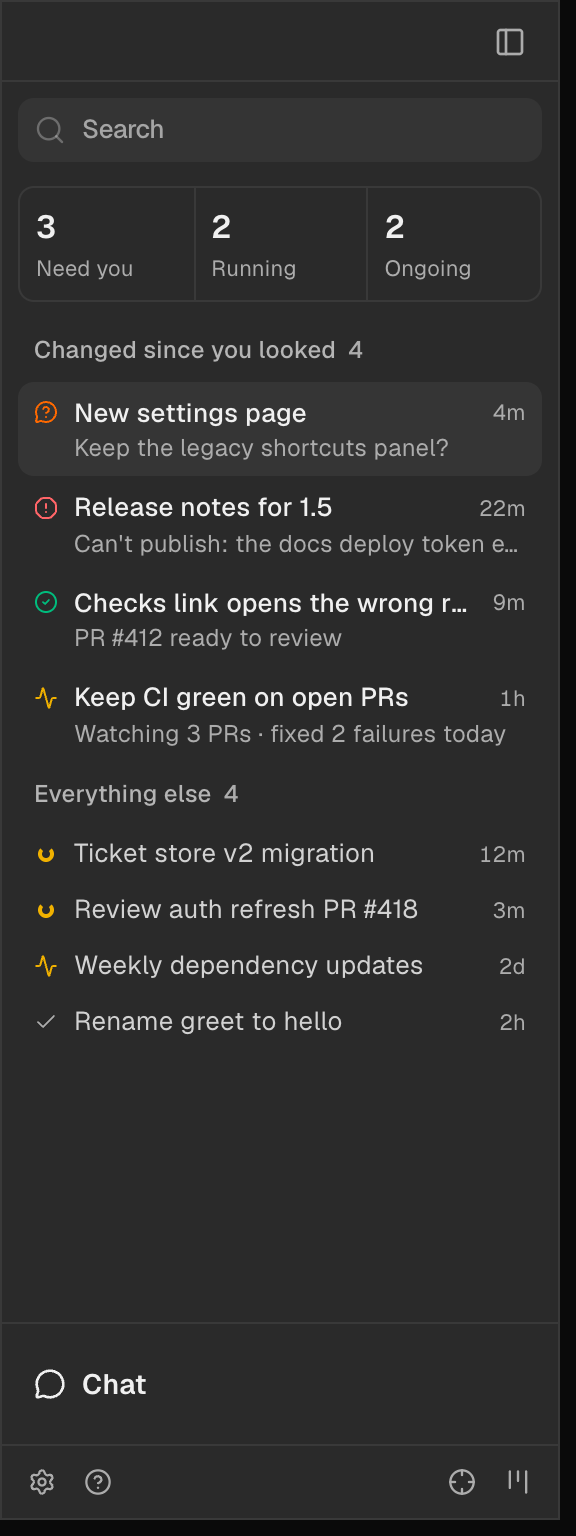 Search
3
Need you
2
Running
2
Ongoing
Changed since you looked 4
New settings page 4m
Keep the legacy shortcuts panel?
Release notes for 1.5 22m
Can't publish: the docs deploy token e…
Checks link opens the wrong r… 9m
PR #412 ready to review
Keep CI green on open PRs 1h
Watching 3 PRs · fixed 2 failures today
Everything else 4
Ticket store v2 migration 12m
Review auth refresh PR #418 3m
Weekly dependency updates 2d
Rename greet to hello 2h
Chat